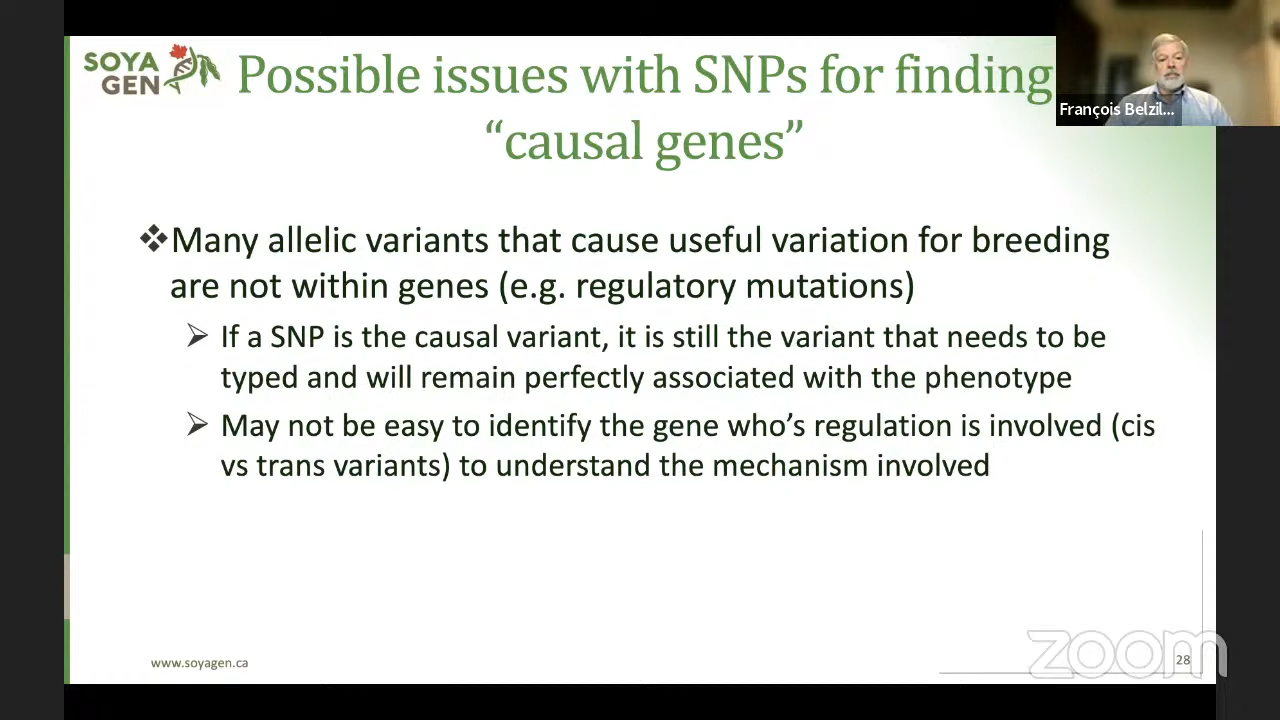 SOYA
GEN
Possible issues with SNPs for finding
“causal genes”
François Belzil...
❖Many allelic variants that cause useful variation for breeding
are not within genes (e.g. regulatory mutations)
➢ If a SNP is the causal variant, it is still the variant that needs to be
typed and will remain perfectly associated with the phenotype
➢ May not be easy to identify the gene who’s regulation is involved (cis
vs trans variants) to understand the mechanism involved
www.soyagen.ca
zoom
28